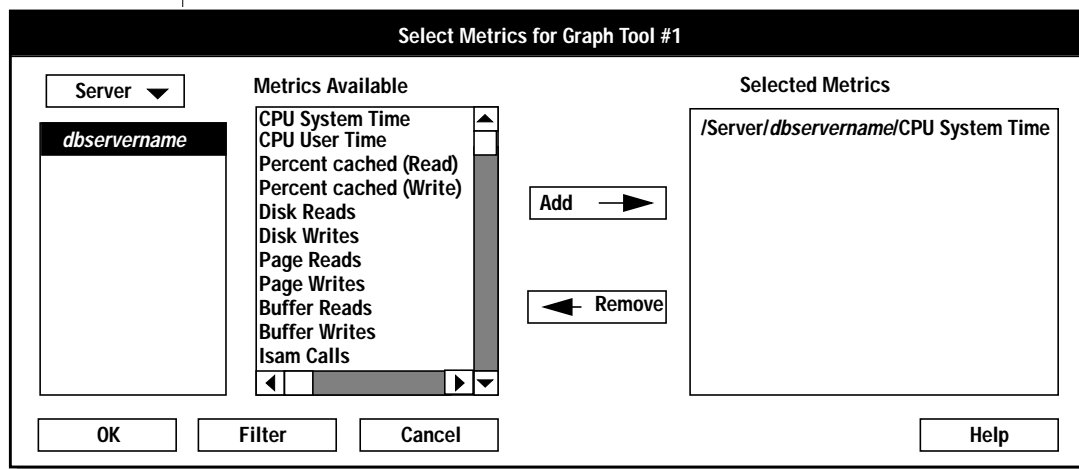 Select Metrics for Graph Tool #1
Server
Metrics Available
Selected Metrics
dbservername
CPU System Time
CPU User Time
Percent cached (Read)
Percent cached (Write)
Disk Reads
Disk Writes
Page Reads
Page Writes
Buffer Reads
Buffer Writes
Isam Calls
Add
Remove
/Server/dbservername/CPU System Time
OK
Filter
Cancel
Help